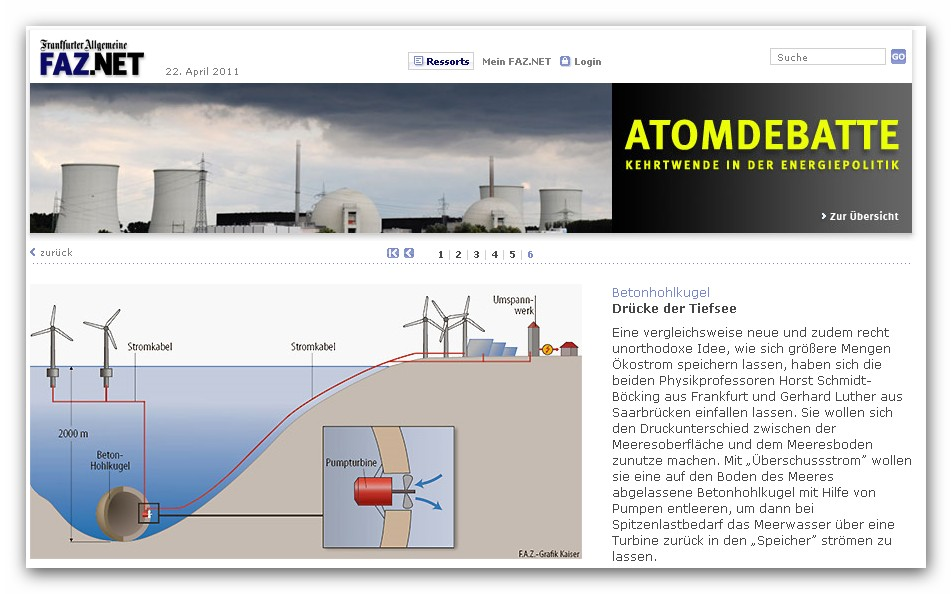 Frankfurter Allgemeine
FAZ.NET
22. April 2011
Ressorts
Mein FAZ.NET
Login
Suche
GO
ATOMDEBATTE
KEHRTWENDE IN DER ENERGIEPOLITIK
Zur Übersicht
zurück
1 | 2 | 3 | 4 | 5 | 6
Umspann-
werk
Stromkabel
Stromkabel
2000 m
Beton-
Hohlkugel
Pumpturbine
F.A.Z.-Grafik Kaiser
Betonhohlkugel
Drücke der Tiefsee
Eine vergleichsweise neue und zudem recht
unorthodoxe Idee, wie sich größere Mengen
Ökostrom speichern lassen, haben sich die
beiden Physikprofessoren Horst Schmidt-
Böcking aus Frankfurt und Gerhard Luther aus
Saarbrücken einfallen lassen. Sie wollen sich
den Druckunterschied zwischen der
Meeresoberfläche und dem Meeresboden
zunutze machen. Mit „Überschussstrom” wollen
sie eine auf den Boden des Meeres
abgelassene Betonhohlkugel mit Hilfe von
Pumpen entleeren, um dann bei
Spitzenlastbedarf das Meerwasser über eine
Turbine zurück in den „Speicher” strömen zu
lassen.